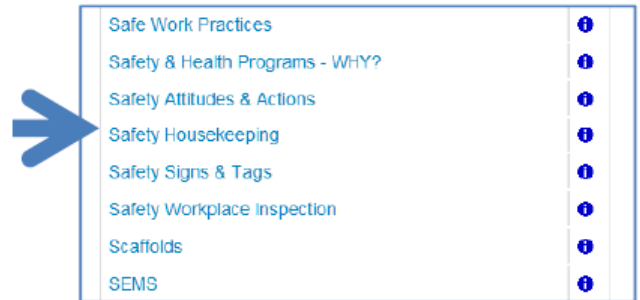 Safe Work Practices
Safety & Health Programs - WHY?
Safety Attitudes & Actions
Safety Housekeeping
Safety Signs & Tags
Safety Workplace Inspection
Scaffolds
SEMS